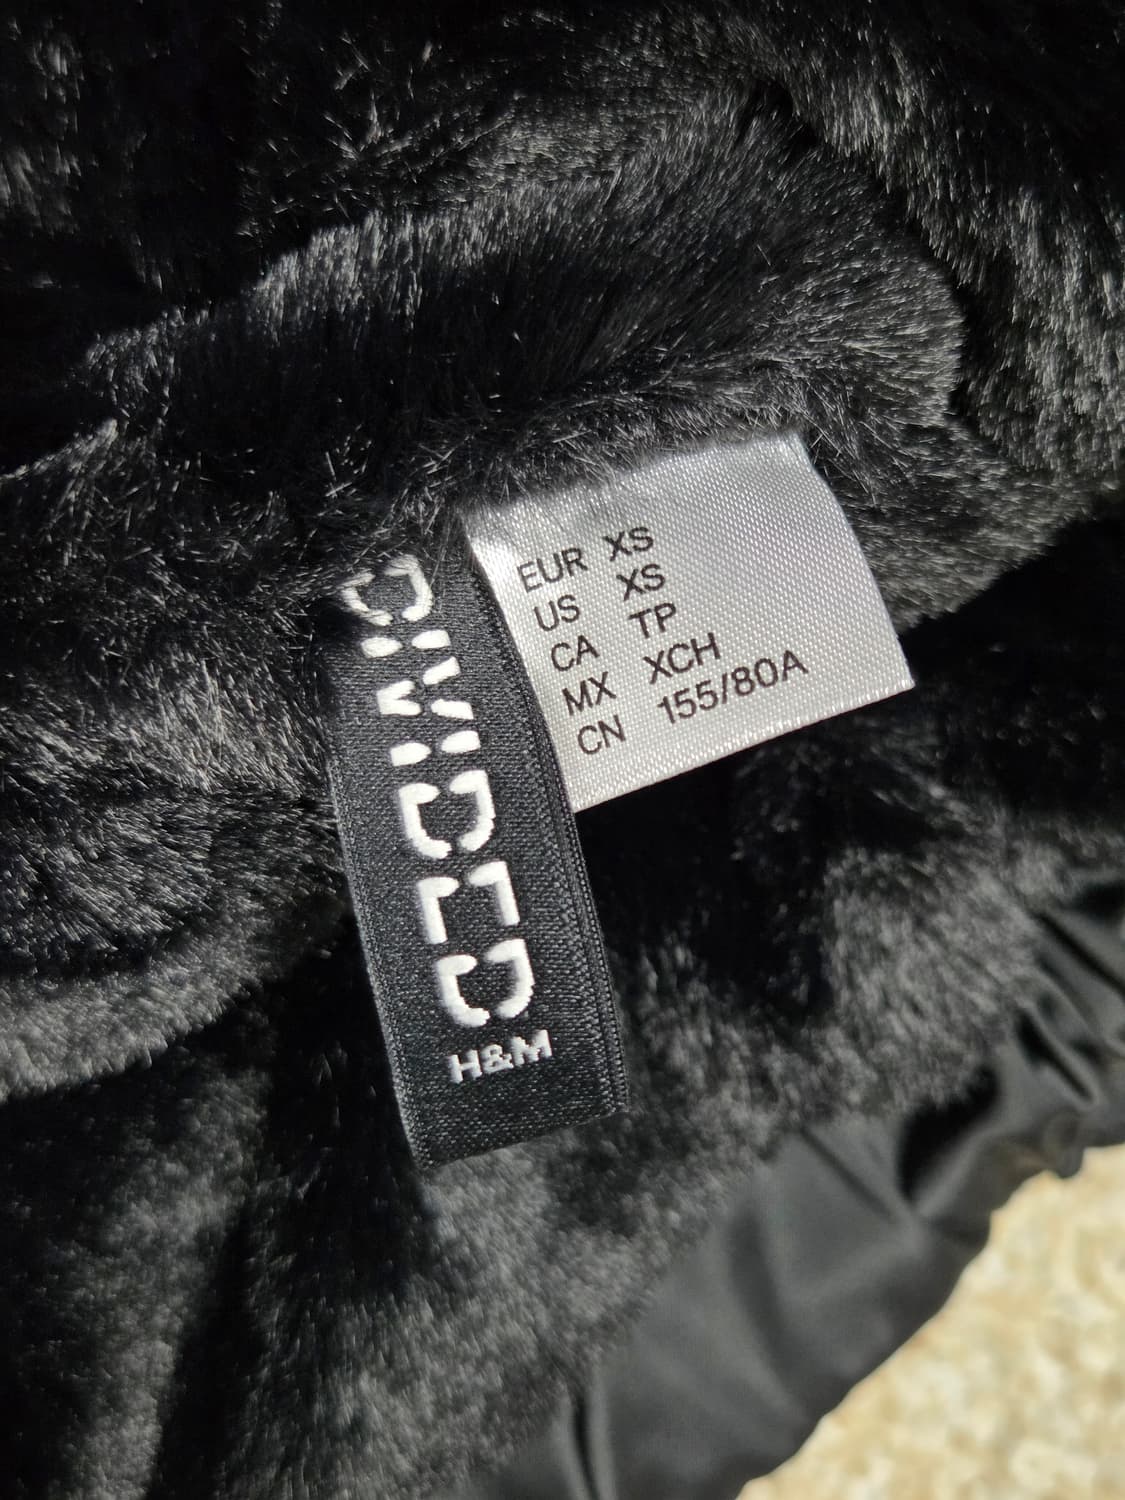 DIVIDED
H&M
EUR XS
US XS
CA TP
MX XCH
CN 155/80A